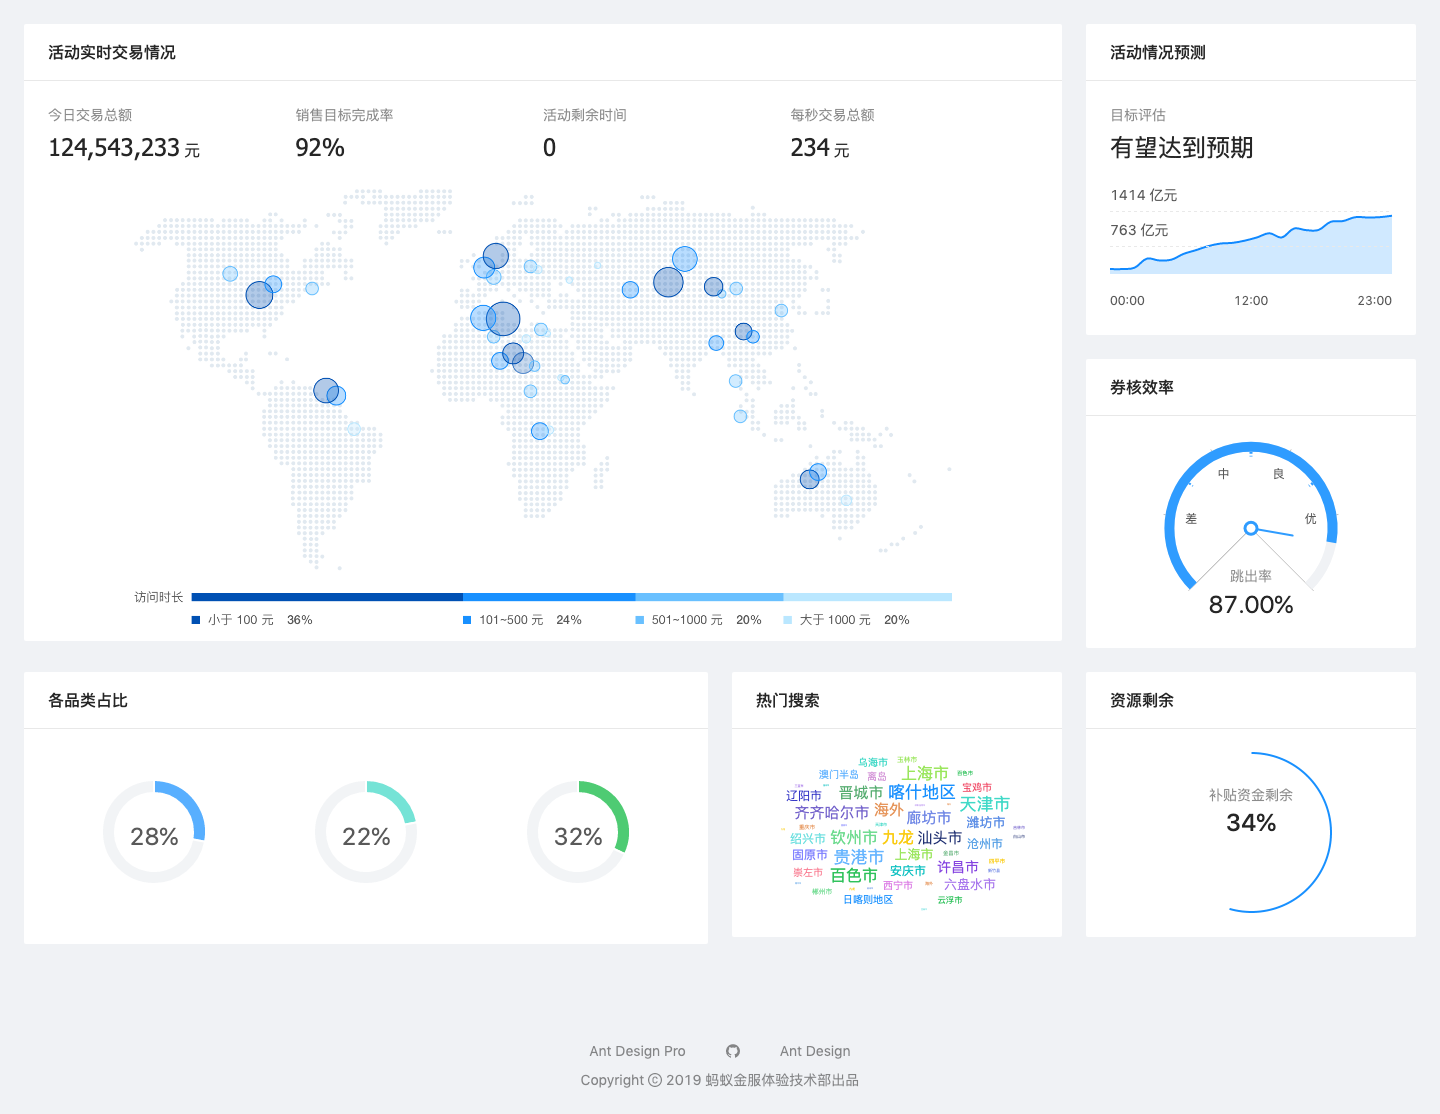 活动实时交易情况
今日交易总额
124,543,233 元
销售目标完成率
92%
活动剩余时间
0
每秒交易总额
234 元
访问时长
小于 100 元 36%
101~500 元 24%
501~1000 元 20%
大于 1000 元 20%
活动情况预测
目标评估
有望达到预期
1414 亿元
763 亿元
00:00 12:00 23:00
券核效率
差
中
良
优
跳出率
87.00%
各品类占比
28%
22%
32%
热门搜索
乌海市
玉林市
澳门半岛
离岛
上海市
辽阳市
晋城市
喀什地区
宝鸡市
齐齐哈尔市
海外
廊坊市
天津市
潍坊市
绍兴市
钦州市
九龙
汕头市
沧州市
固原市
贵港市
上海市
许昌市
崇左市
百色市
安庆市
西宁市
六盘水市
柳州市
日喀则地区
云浮市
资源剩余
补贴资金剩余
34%
Ant Design Pro Ant Design
Copyright © 2019 蚂蚁金服体验技术部出品